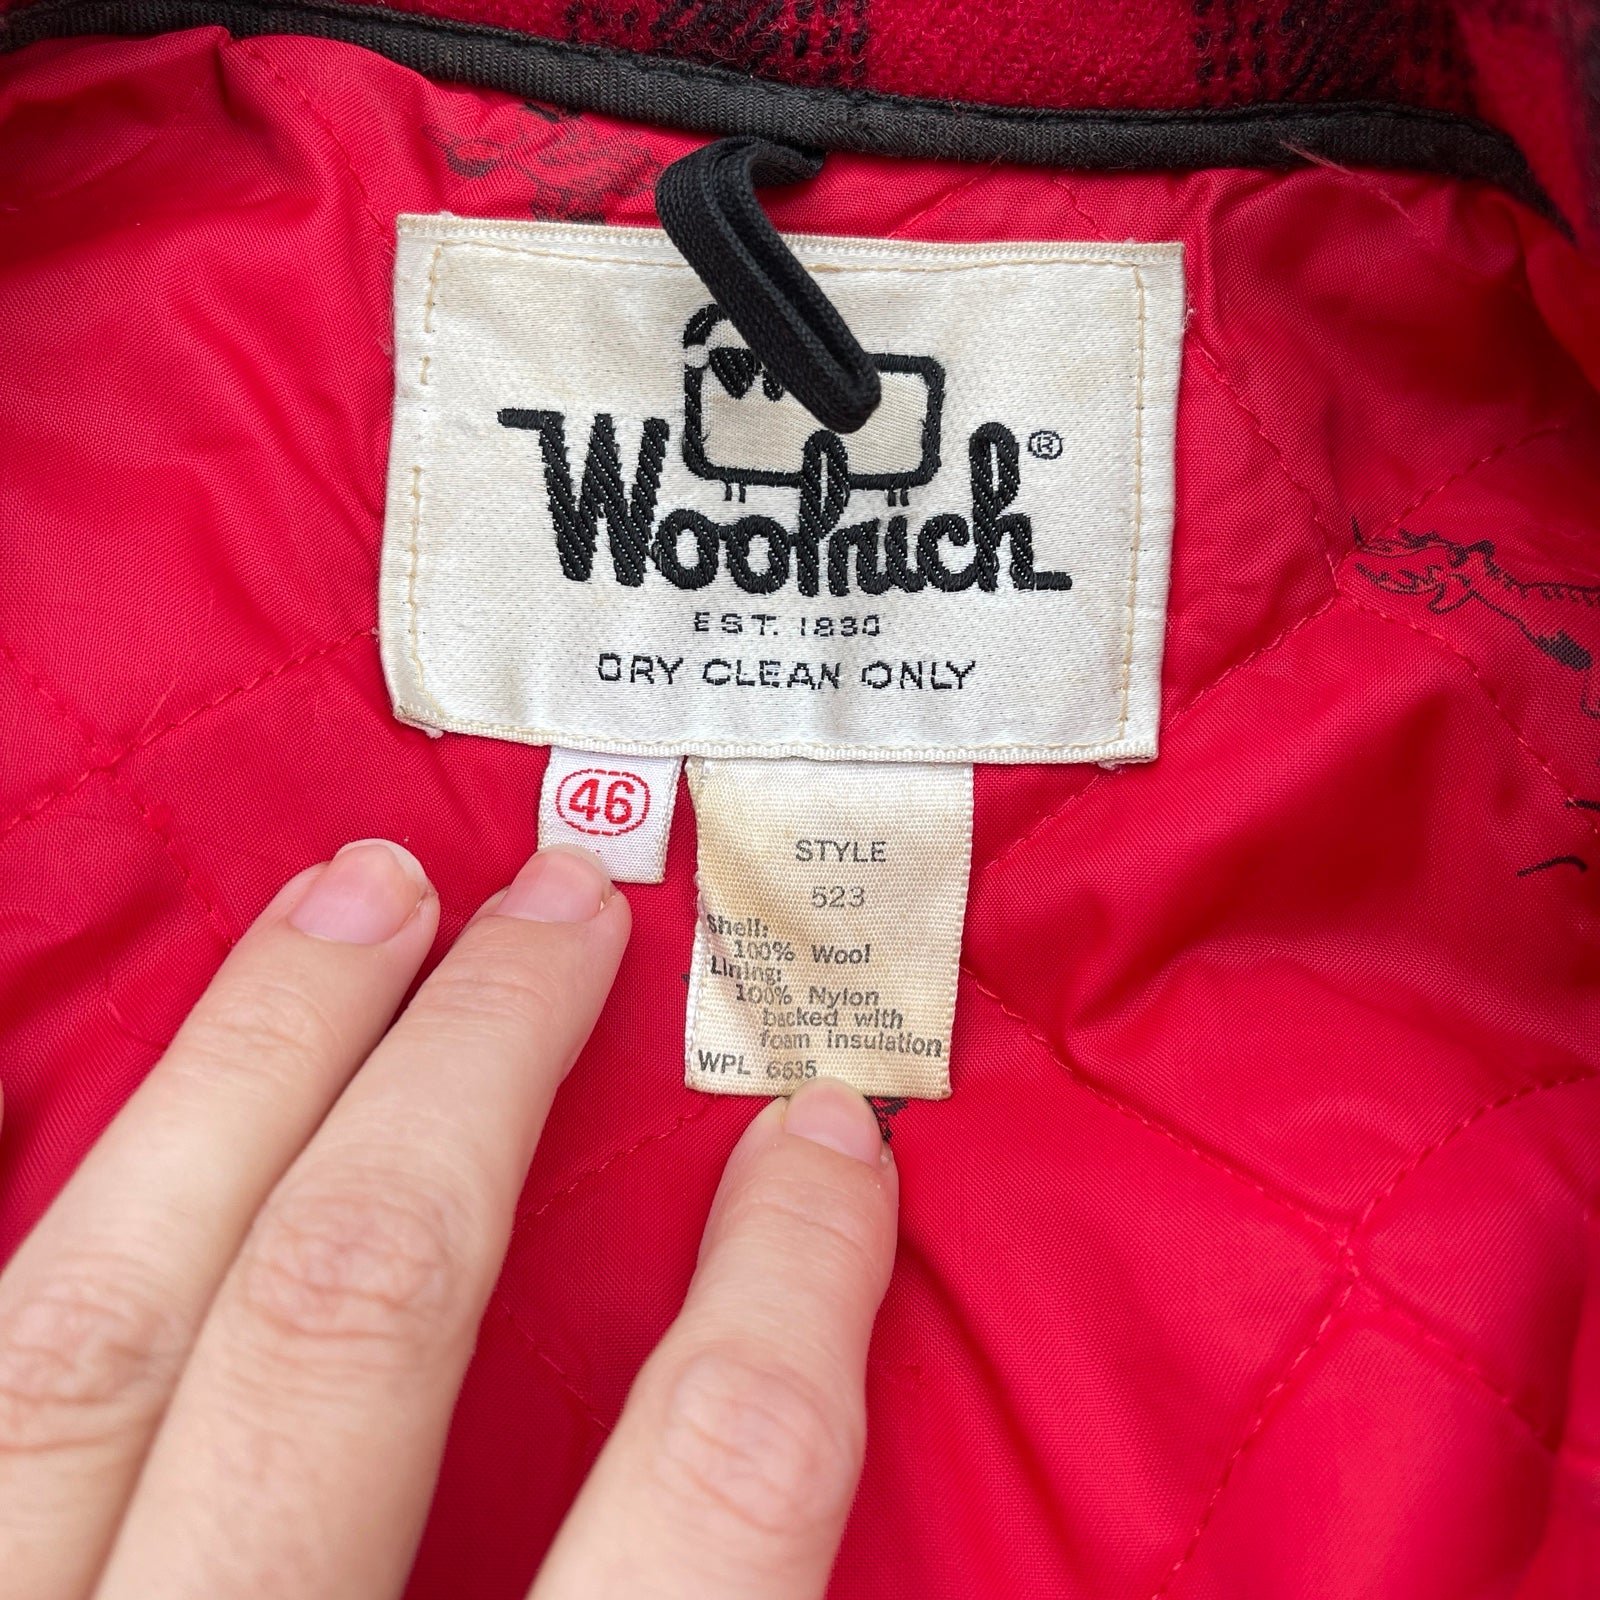 Woolrich®
EST. 1830
DRY CLEAN ONLY
46
STYLE
523
Shell:
100% Wool
Lining:
100% Nylon
backed with
foam insulation
WPL 6635